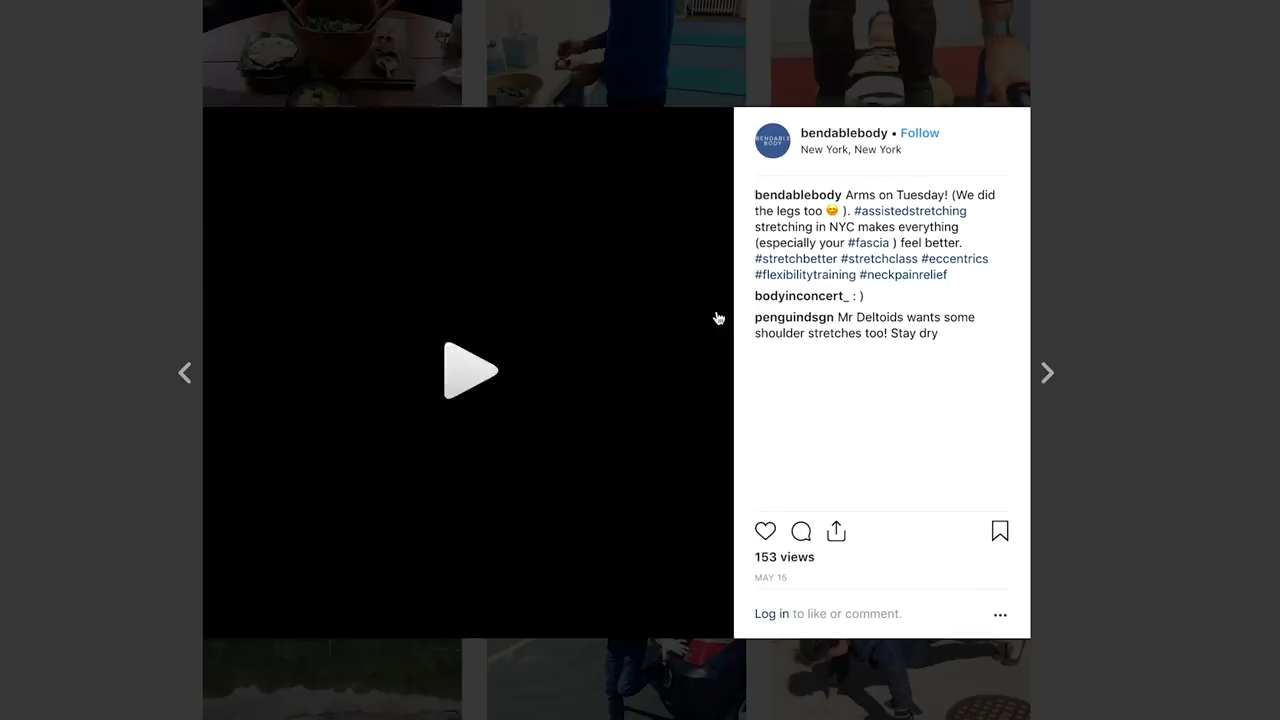 BENDABLE
BODY
bendablebody • Follow
New York, New York
bendablebody Arms on Tuesday! (We did
the legs too 😊 ). #assistedstretching
stretching in NYC makes everything
(especially your #fascia ) feel better.
#stretchbetter #stretchclass #eccentrics
#flexibilitytraining #neckpainrelief
bodyinconcert_ : )
penguindsgn Mr Deltoids wants some
shoulder stretches too! Stay dry
153 views
MAY 15
Log in to like or comment.